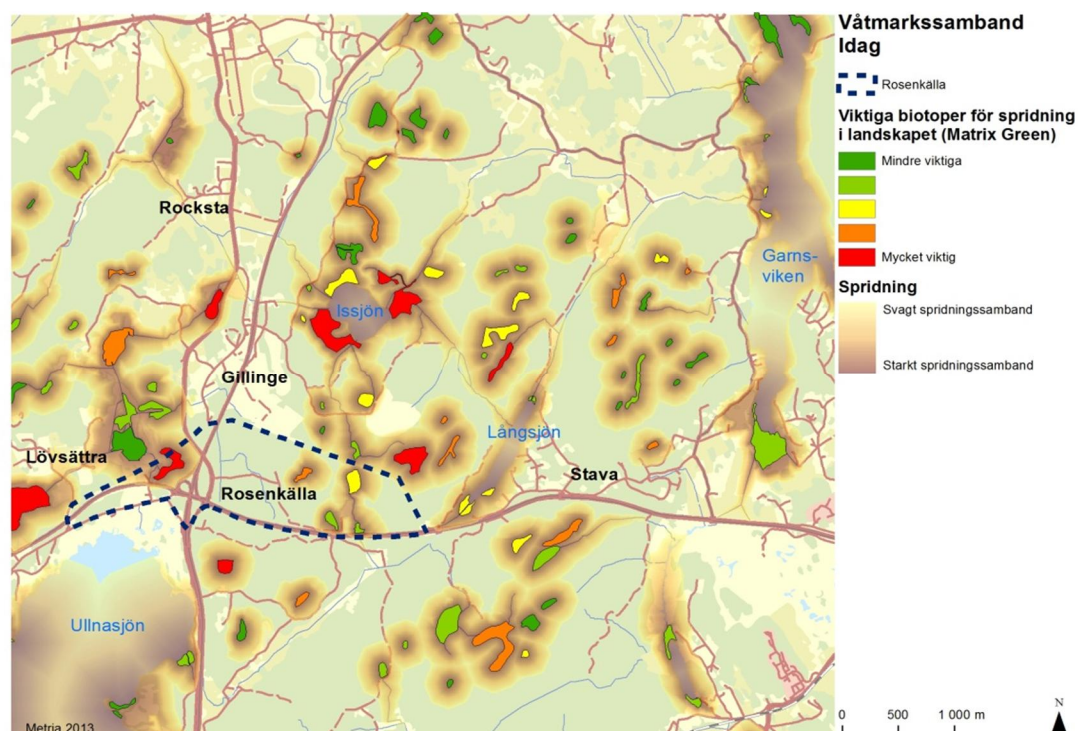 Våtmarkssamband
Idag
Rosenkälla
Viktiga biotoper för spridning
i landskapet (Matrix Green)
Mindre viktiga
Mycket viktig
Spridning
Svagt spridningssamband
Starkt spridningssamband
Rocksta
Garns-
viken
Issjön
Gillinge
Långsjön
Lövsättra
Stava
Rosenkälla
Ullnasjön
Metria 2013
N
0 500 1 000 m